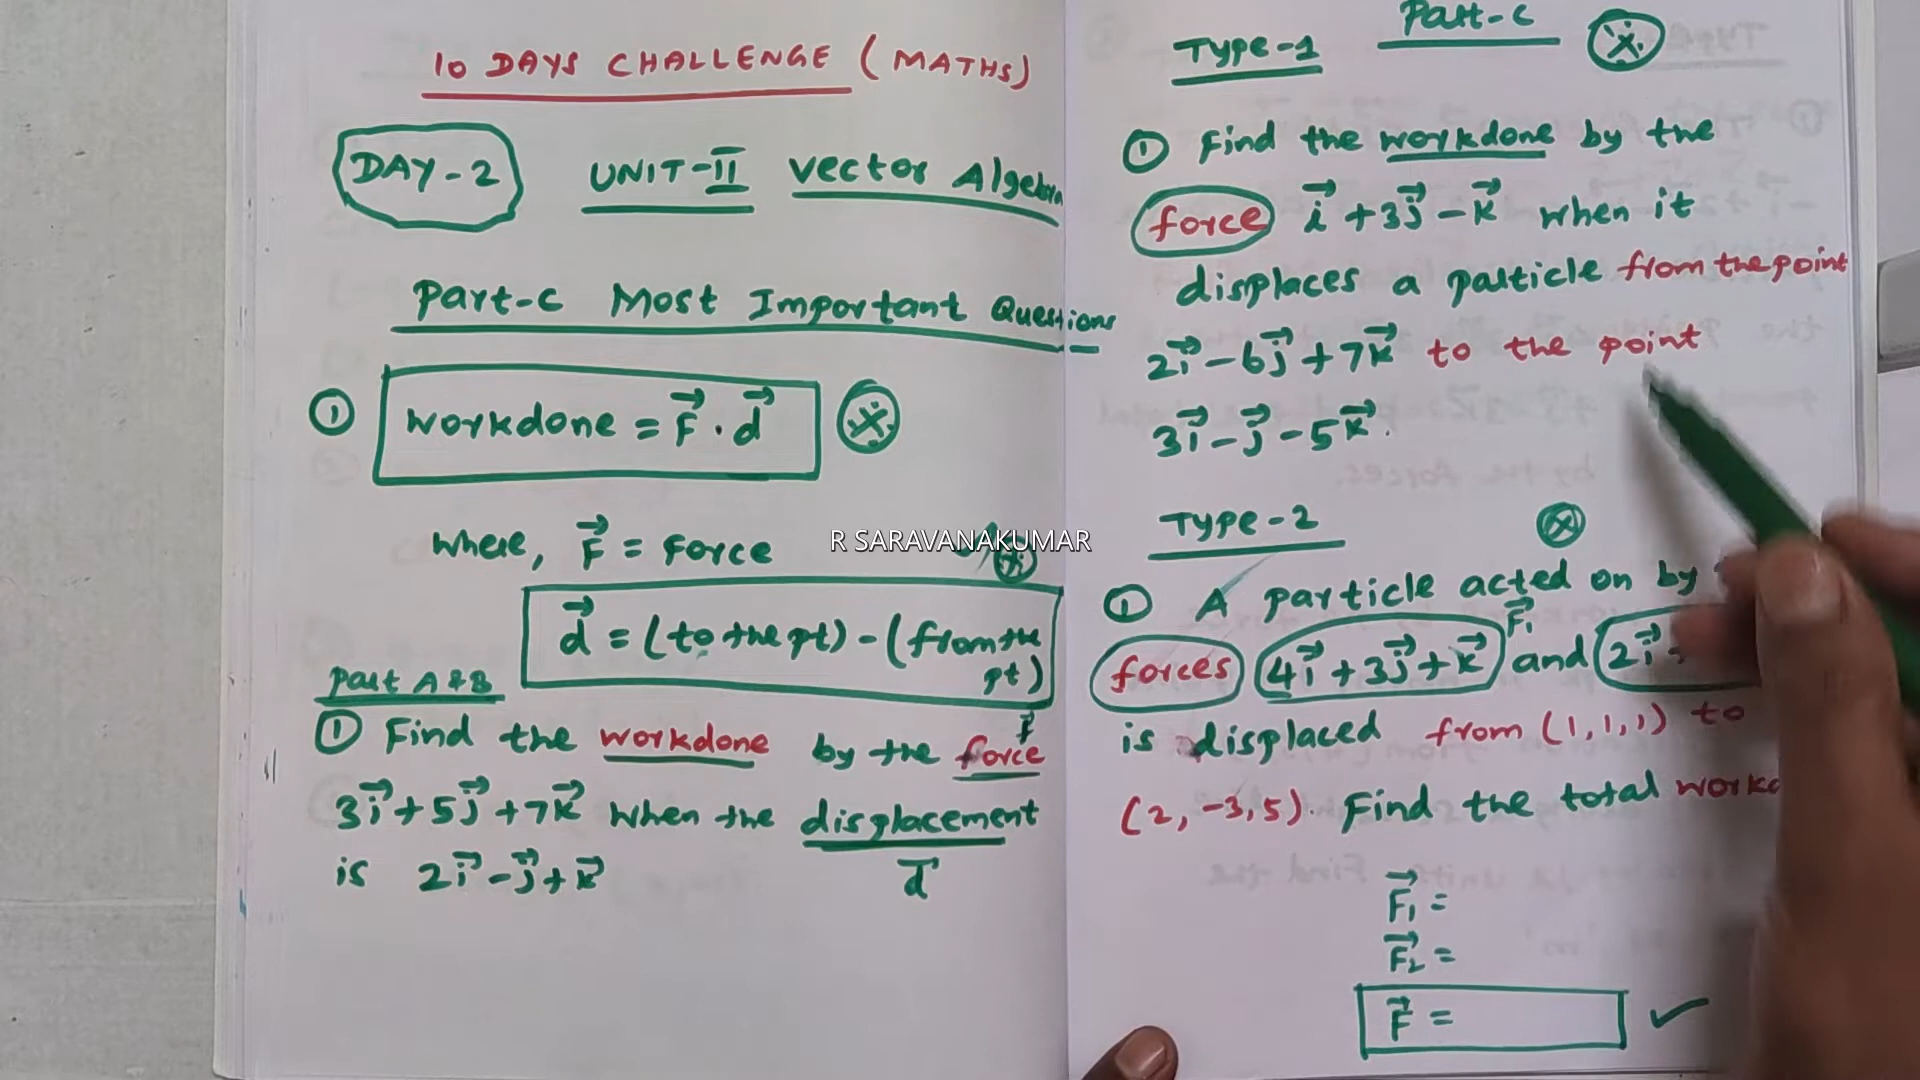 10 DAYS CHALLENGE (MATHS)
DAY-2 UNIT-II Vector Algebra
Part-C Most Important Questions
① workdone = F⃗ . d⃗
where, F⃗ = Force
R SARAVANAKUMAR
d⃗ = (to the pt) - (from the
pt)
Part A & B
① Find the workdone by the force
F⃗
3i⃗ + 5j⃗ + 7k⃗ when the displacement
is 2i⃗ - j⃗ + k⃗ d⃗
Part-C
Type-1
① Find the workdone by the
force i⃗ + 3j⃗ - k⃗ when it
displaces a particle from the point
2i⃗ - 6j⃗ + 7k⃗ to the point
3i⃗ - j⃗ - 5k⃗.
Type-2
① A particle acted on by
F⃗₁
forces 4i⃗ + 3j⃗ + k⃗ and 2i⃗
is displaced from (1,1,1) to
(2,-3,5). Find the total
F⃗₁ =
F⃗₂ =
F⃗ =